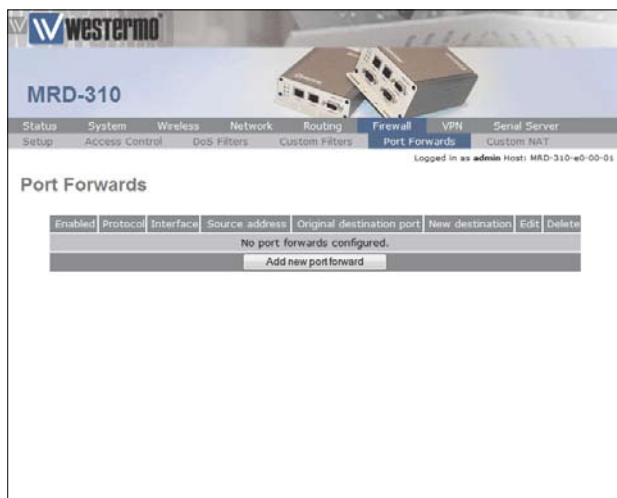 westermo
MRD-310
Status System Wireless Network Routing Firewall VPN Serial Server
Setup Access Control DoS Filters Custom Filters Port Forwards Custom NAT
Logged in as admin Host: MRD-310-e0-00-01
Port Forwards
Enabled Protocol Interface Source address Original destination port New destination Edit Delete
No port forwards configured.
Add new port forward